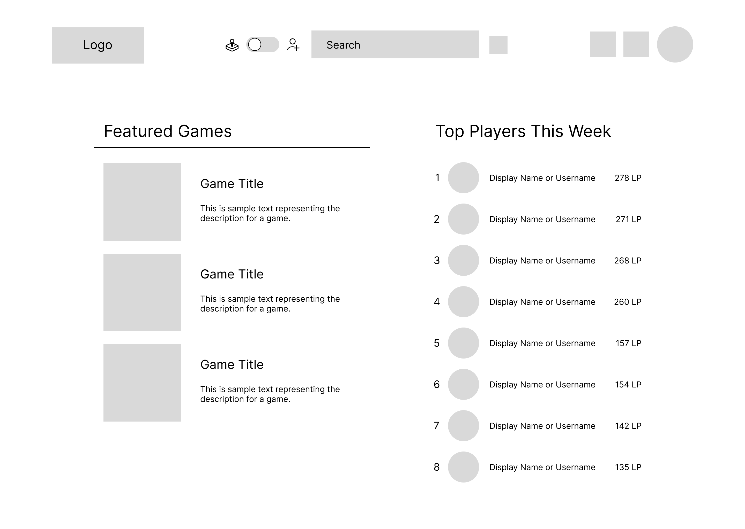 Logo
Search
Featured Games
Game Title
This is sample text representing the
description for a game.
Game Title
This is sample text representing the
description for a game.
Game Title
This is sample text representing the
description for a game.
Top Players This Week
1 Display Name or Username 278 LP
2 Display Name or Username 271 LP
3 Display Name or Username 268 LP
4 Display Name or Username 260 LP
5 Display Name or Username 157 LP
6 Display Name or Username 154 LP
7 Display Name or Username 142 LP
8 Display Name or Username 135 LP